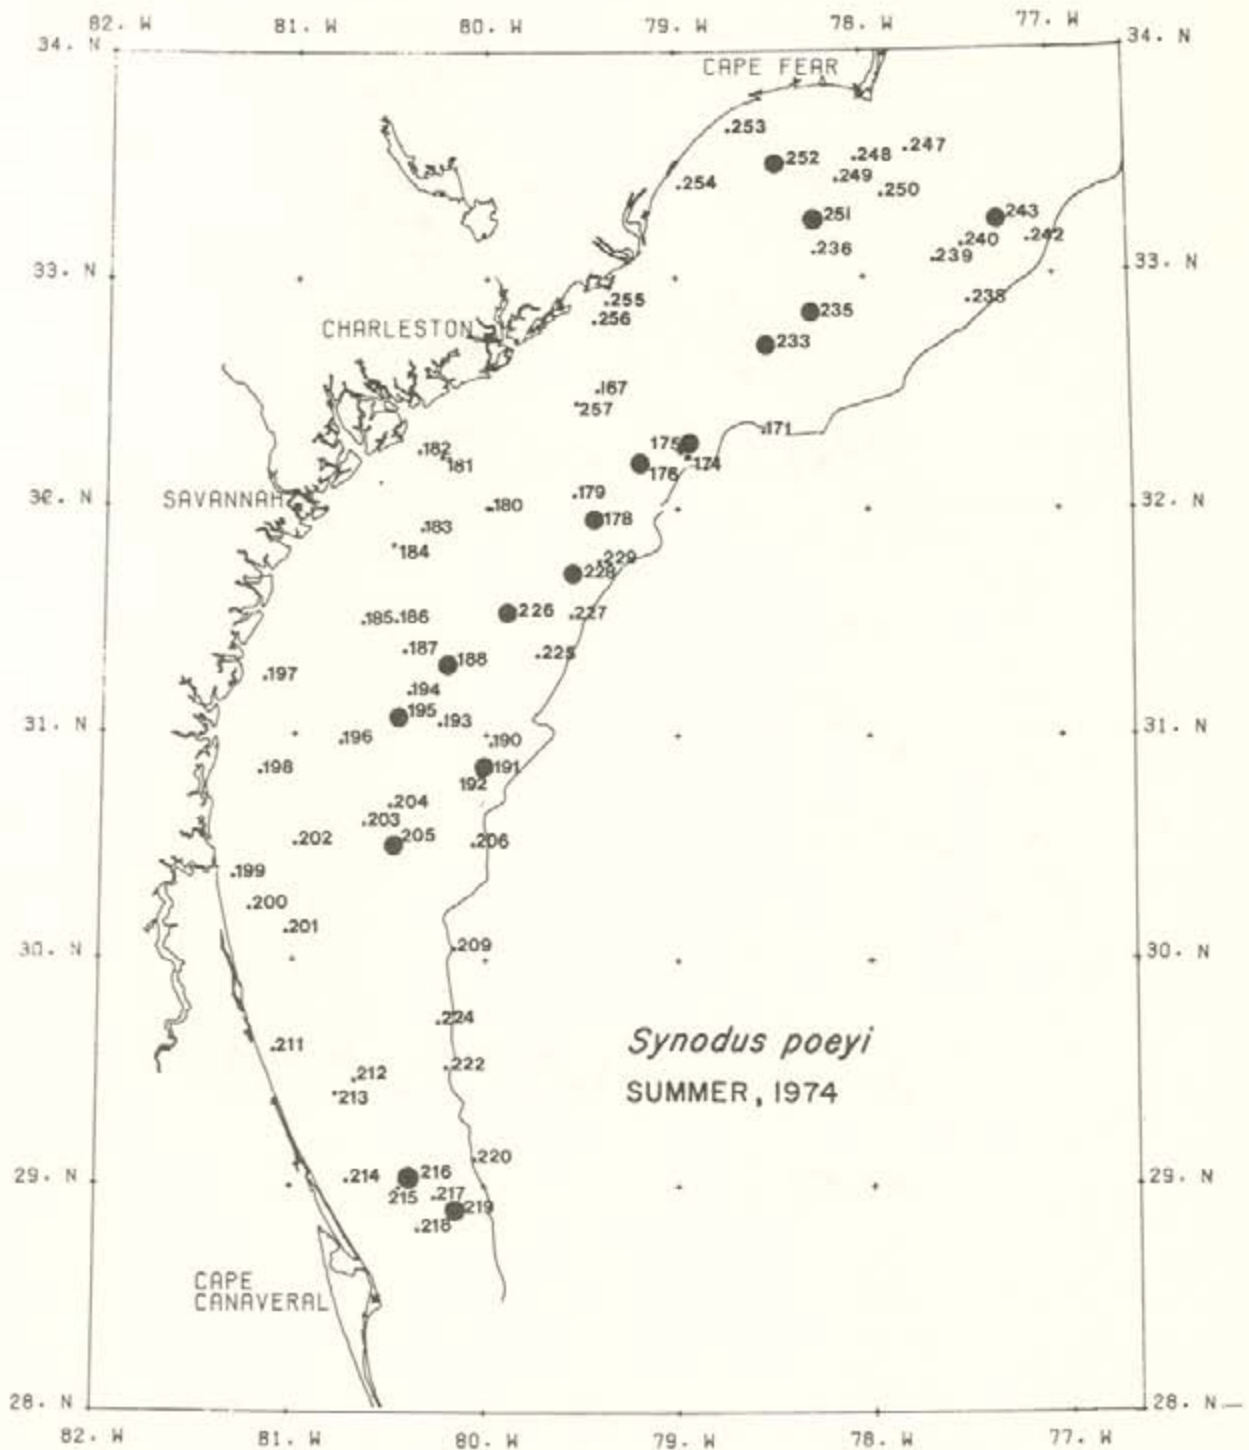 82. W 81. W 80. W 79. W 78. W 77. W
34. N 34. N
CAPE FEAR
.253
.247
252 .248
.249
.254 .250
251 243
.236 .240 .242
.239
33. N 33. N
.255 .238
.256 235
CHARLESTON
233
.167
.257
175 171
.182 174
.181 176
.179
SAVANNAH
32. N 32. N
.180
178
.183
.184
.229
228
226
.185 .186 .227
.187
188 .225
.197
.194
195
.193
31. N 31. N
.196 .190
.198 191
192
.204
.203
.202 205 .206
.199
.200
.201
.209
30. N 30. N
.224
.211 Synodus poeyi
.222
.212
.213 SUMMER, 1974
.220
29. N 29. N
.214 216
215 .217
219
.218
CAPE
CANAVERAL
28. N 28. N
82. W 81. W 80. W 79. W 78. W 77. W